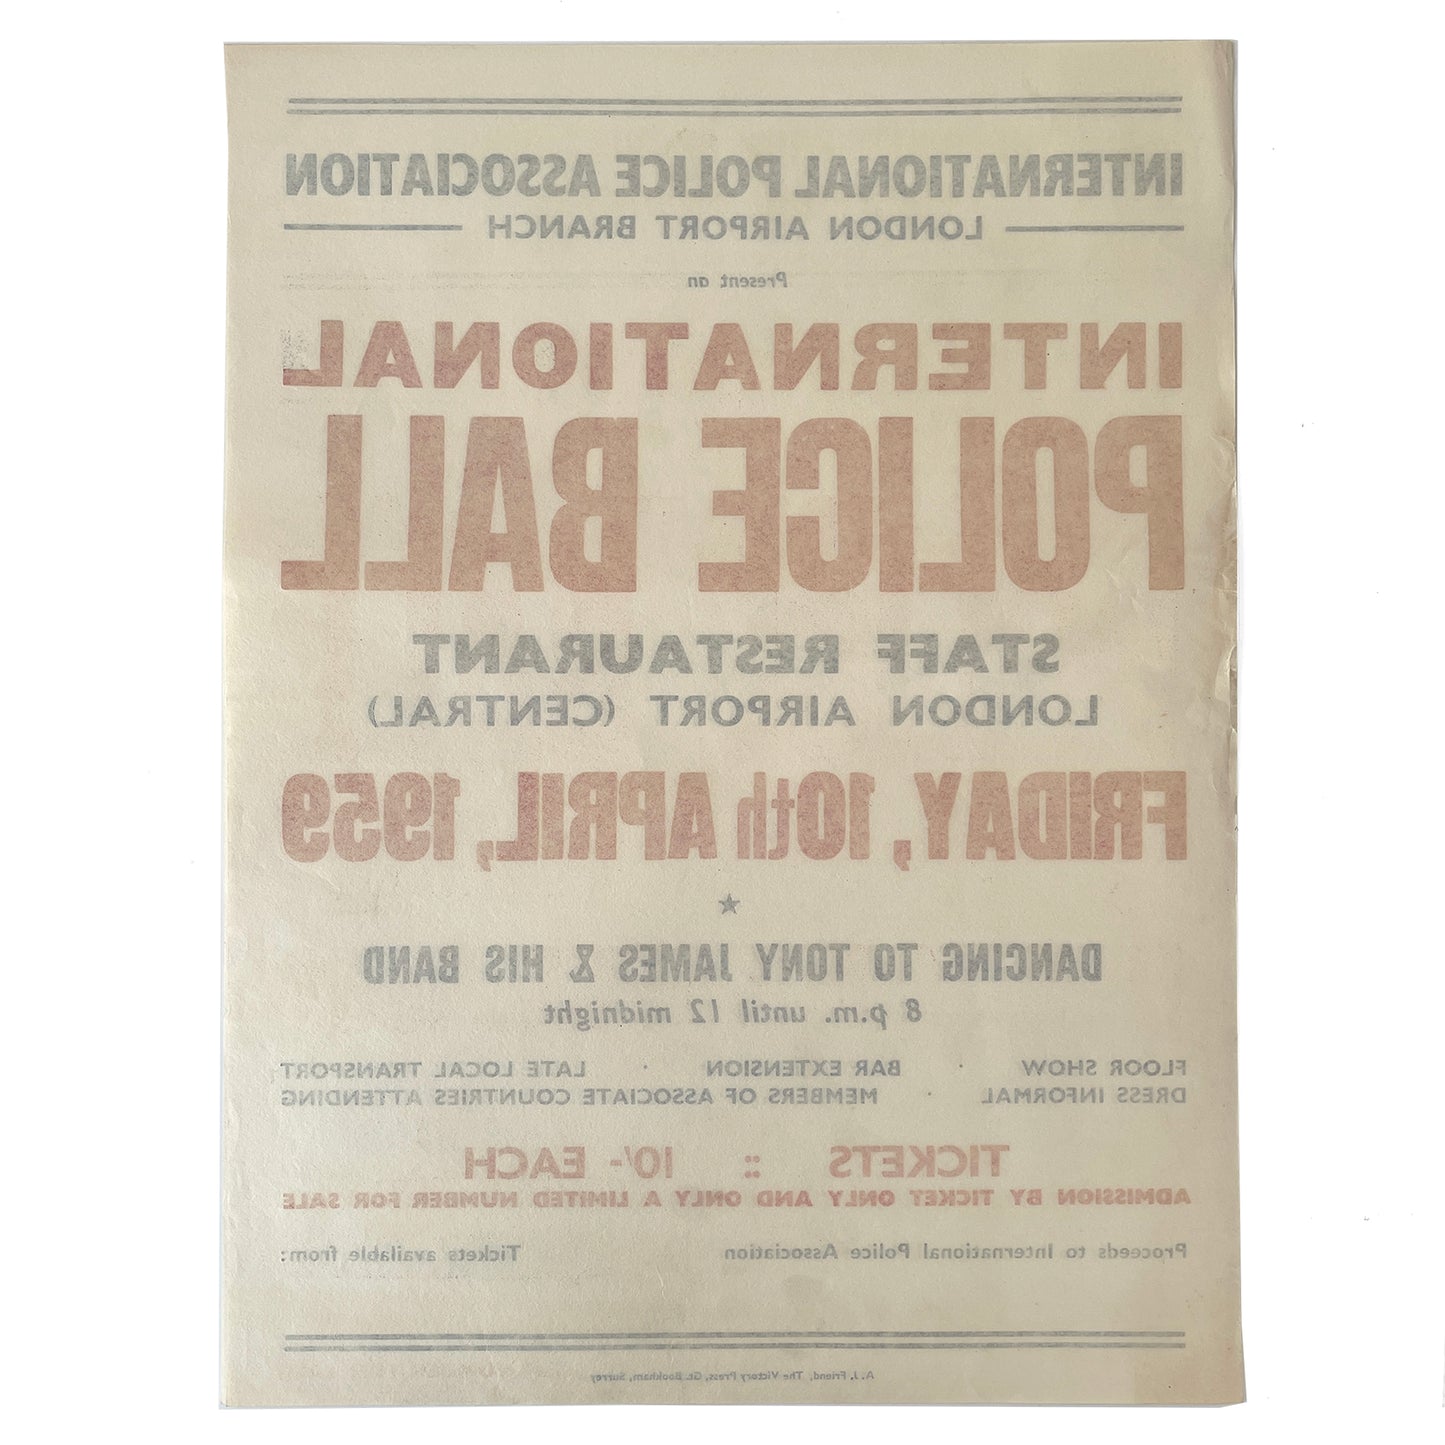 INTERNATIONAL POLICE ASSOCIATION
LONDON AIRPORT BRANCH
Present an
INTERNATIONAL
POLICE BALL
STAFF RESTAURANT
LONDON AIRPORT (CENTRAL)
FRIDAY, 10th APRIL, 1959
★
DANCING TO TONY JAMES & HIS BAND
8 p.m. until 12 midnight
FLOOR SHOW · BAR EXTENSION · LATE LOCAL TRANSPORT
DRESS INFORMAL · MEMBERS OF ASSOCIATE COUNTRIES ATTENDING
TICKETS :: 10/- EACH
ADMISSION BY TICKET ONLY AND ONLY A LIMITED NUMBER FOR SALE
Proceeds to International Police Association Tickets available from:
A. J. Friend, The Victory Press, Gt. Bookham, Surrey